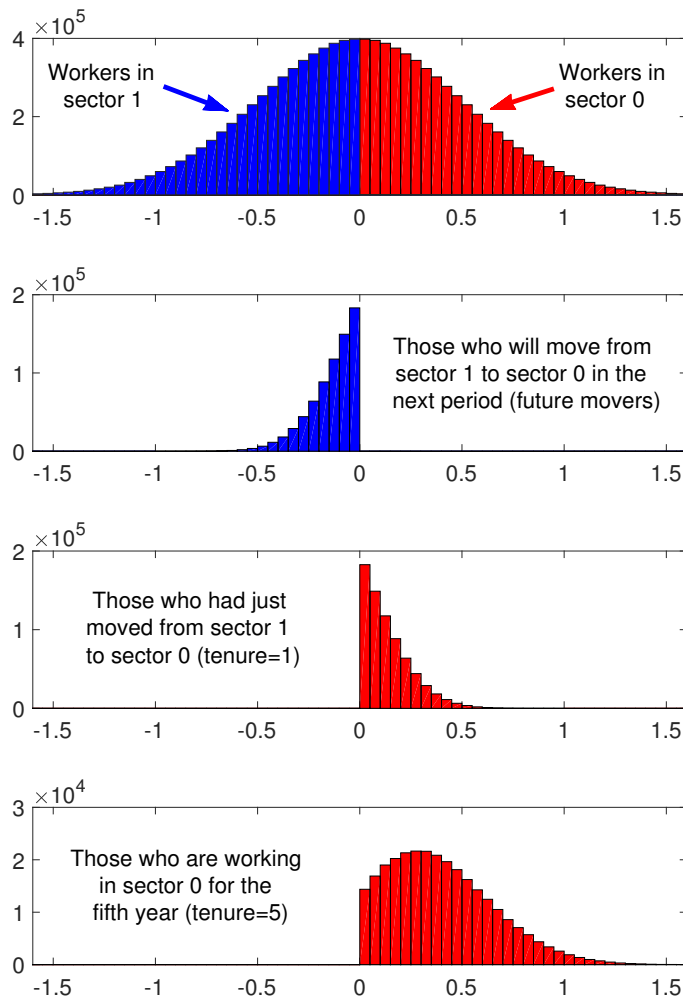 ×10^5
4
Workers in
sector 1
Workers in
sector 0
2
0
-1.5 -1 -0.5 0 0.5 1 1.5
×10^5
2
Those who will move from
sector 1 to sector 0 in the
next period (future movers)
1
0
-1.5 -1 -0.5 0 0.5 1 1.5
×10^5
2
Those who had just
moved from sector 1
to sector 0 (tenure=1)
1
0
-1.5 -1 -0.5 0 0.5 1 1.5
×10^4
3
2
Those who are working
in sector 0 for the
fifth year (tenure=5)
1
0
-1.5 -1 -0.5 0 0.5 1 1.5